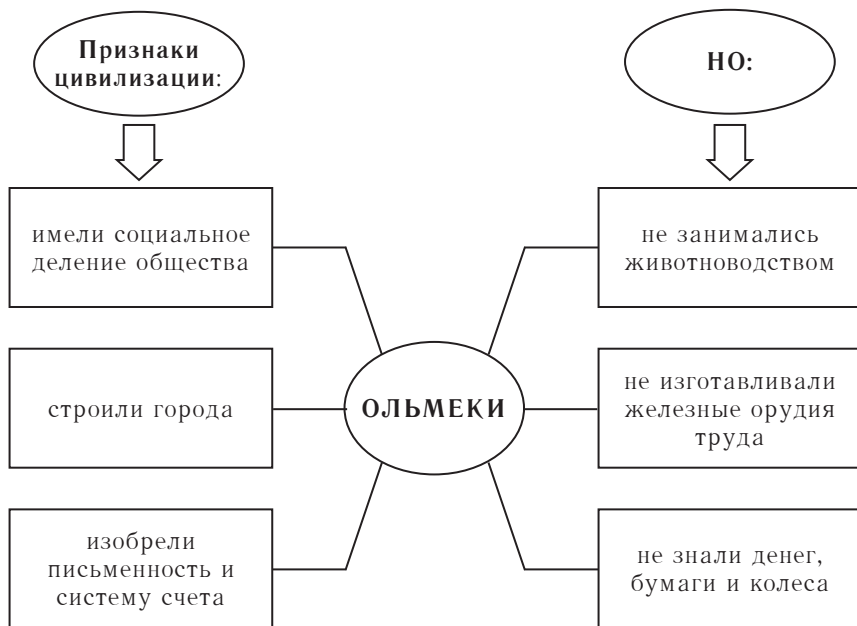 Признаки
цивилизации:
имели социальное
деление общества
строили города
изобрели
письменность и
систему счета
ОЛЬМЕКИ
НО:
не занимались
животноводством
не изготавливали
железные орудия
труда
не знали денег,
бумаги и колеса